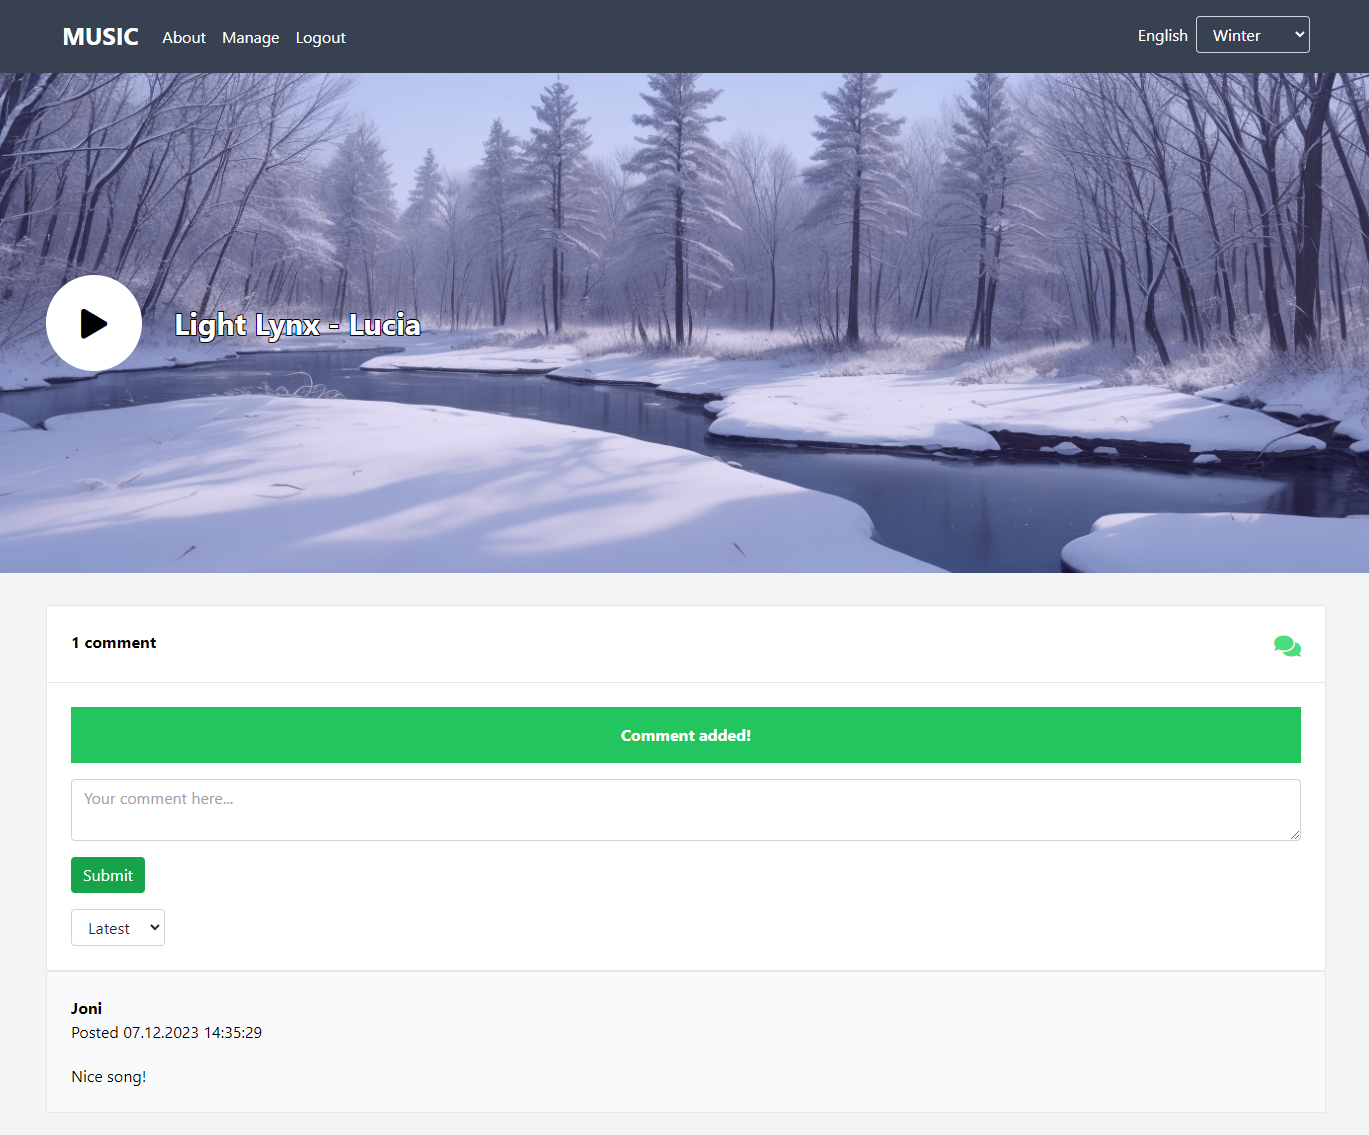 MUSIC About Manage Logout English Winter
Light Lynx - Lucia
1 comment
Comment added!
Your comment here...
Submit
Latest
Joni
Posted 07.12.2023 14:35:29
Nice song!